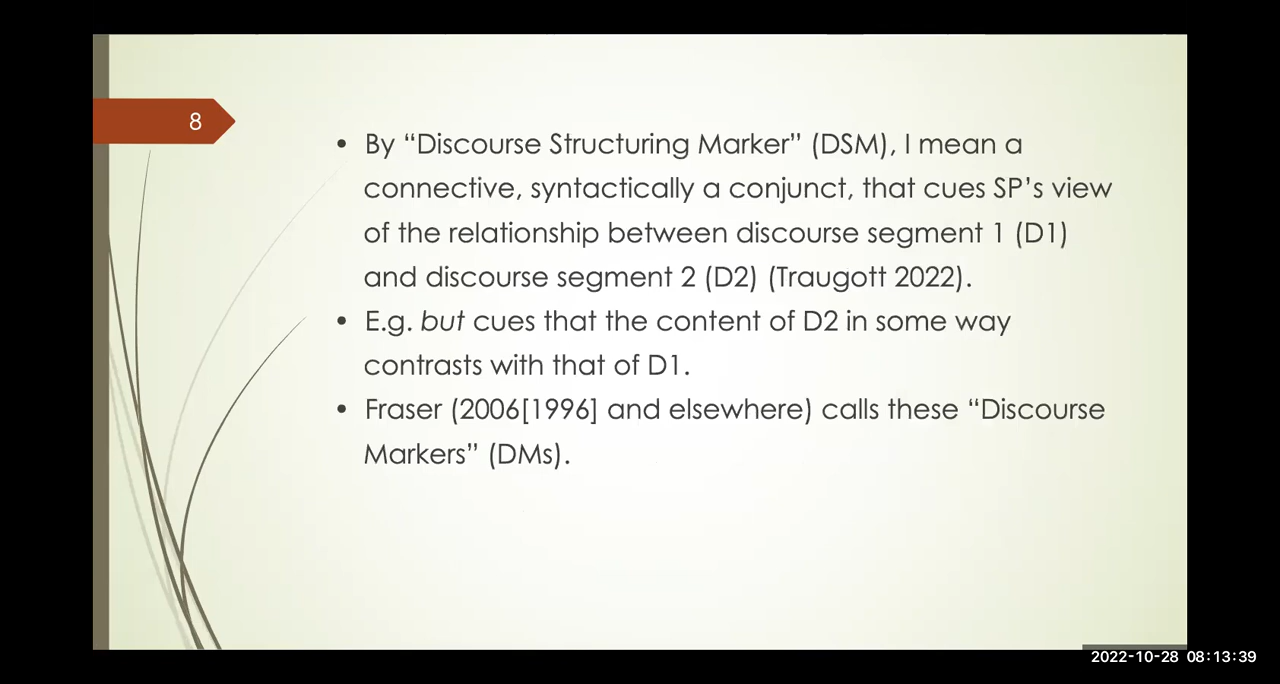 8
• By “Discourse Structuring Marker” (DSM), I mean a
connective, syntactically a conjunct, that cues SP’s view
of the relationship between discourse segment 1 (D1)
and discourse segment 2 (D2) (Traugott 2022).
• E.g. but cues that the content of D2 in some way
contrasts with that of D1.
• Fraser (2006[1996] and elsewhere) calls these “Discourse
Markers” (DMs).
2022-10-28 08:13:39